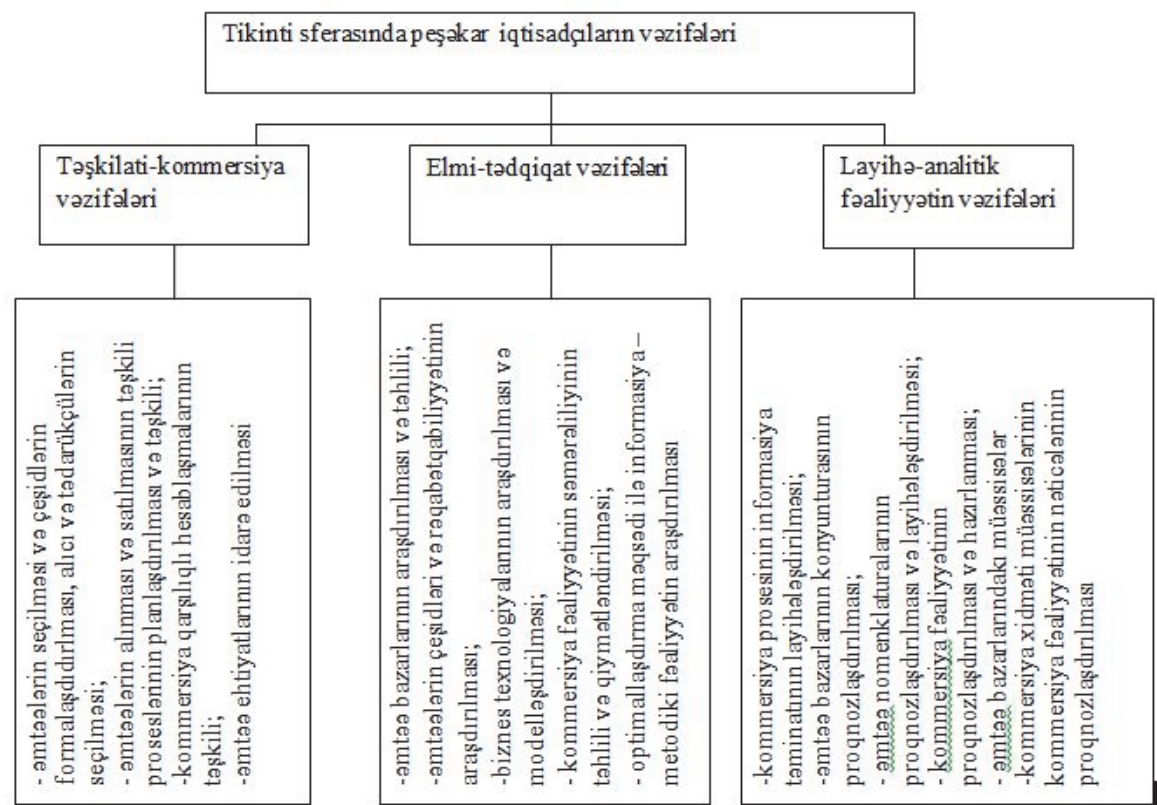 Tikinti sferasında peşəkar iqtisadçıların vəzifələri
Təşkilati-kommersiya
vəzifələri
Elmi-tədqiqat vəzifələri
Layihə-analitik
fəaliyyətin vəzifələri
- əmtəələrin seçilməsi və çeşidlərin
formalaşdırılması, alıcı və tədarükçülərin
seçilməsi;
- əmtəələrin alınması və satılmasının təşkili
proseslərinin planlaşdırılması və təşkili;
-kommersiya qarşılıqlı hesablaşmalarının
təşkili;
-əmtəə ehtiyatlarının idarə edilməsi
-əmtəə bazarlarının araşdırılması və təhlili;
-əmtəələrin çeşidləri və rəqabətqabiliyyətinin
araşdırılması;
-biznes texnologiyalarının araşdırılması və
modelləşdirilməsi;
- kommersiya fəaliyyətinin səmərəliliyinin
təhlili və qiymətləndirilməsi;
- optimallaşdırma məqsədi ilə informasiya –
metodiki fəaliyyətin araşdırılması
-kommersiya prosesinin informasiya
təminatının layihələşdirilməsi;
-əmtəə bazarlarının konyunturasının
proqnozlaşdırılması;
- əmtəə nomenklaturalarının
proqnozlaşdırılması və layihələşdirilməsi;
- kommersiya fəaliyyətinin
proqnozlaşdırılması və hazırlanması;
- əmtəə bazarlarındakı müəssisələr
-kommersiya xidməti müəssisələrinin
kommersiya fəaliyyətinin nəticələrinin
proqnozlaşdırılması